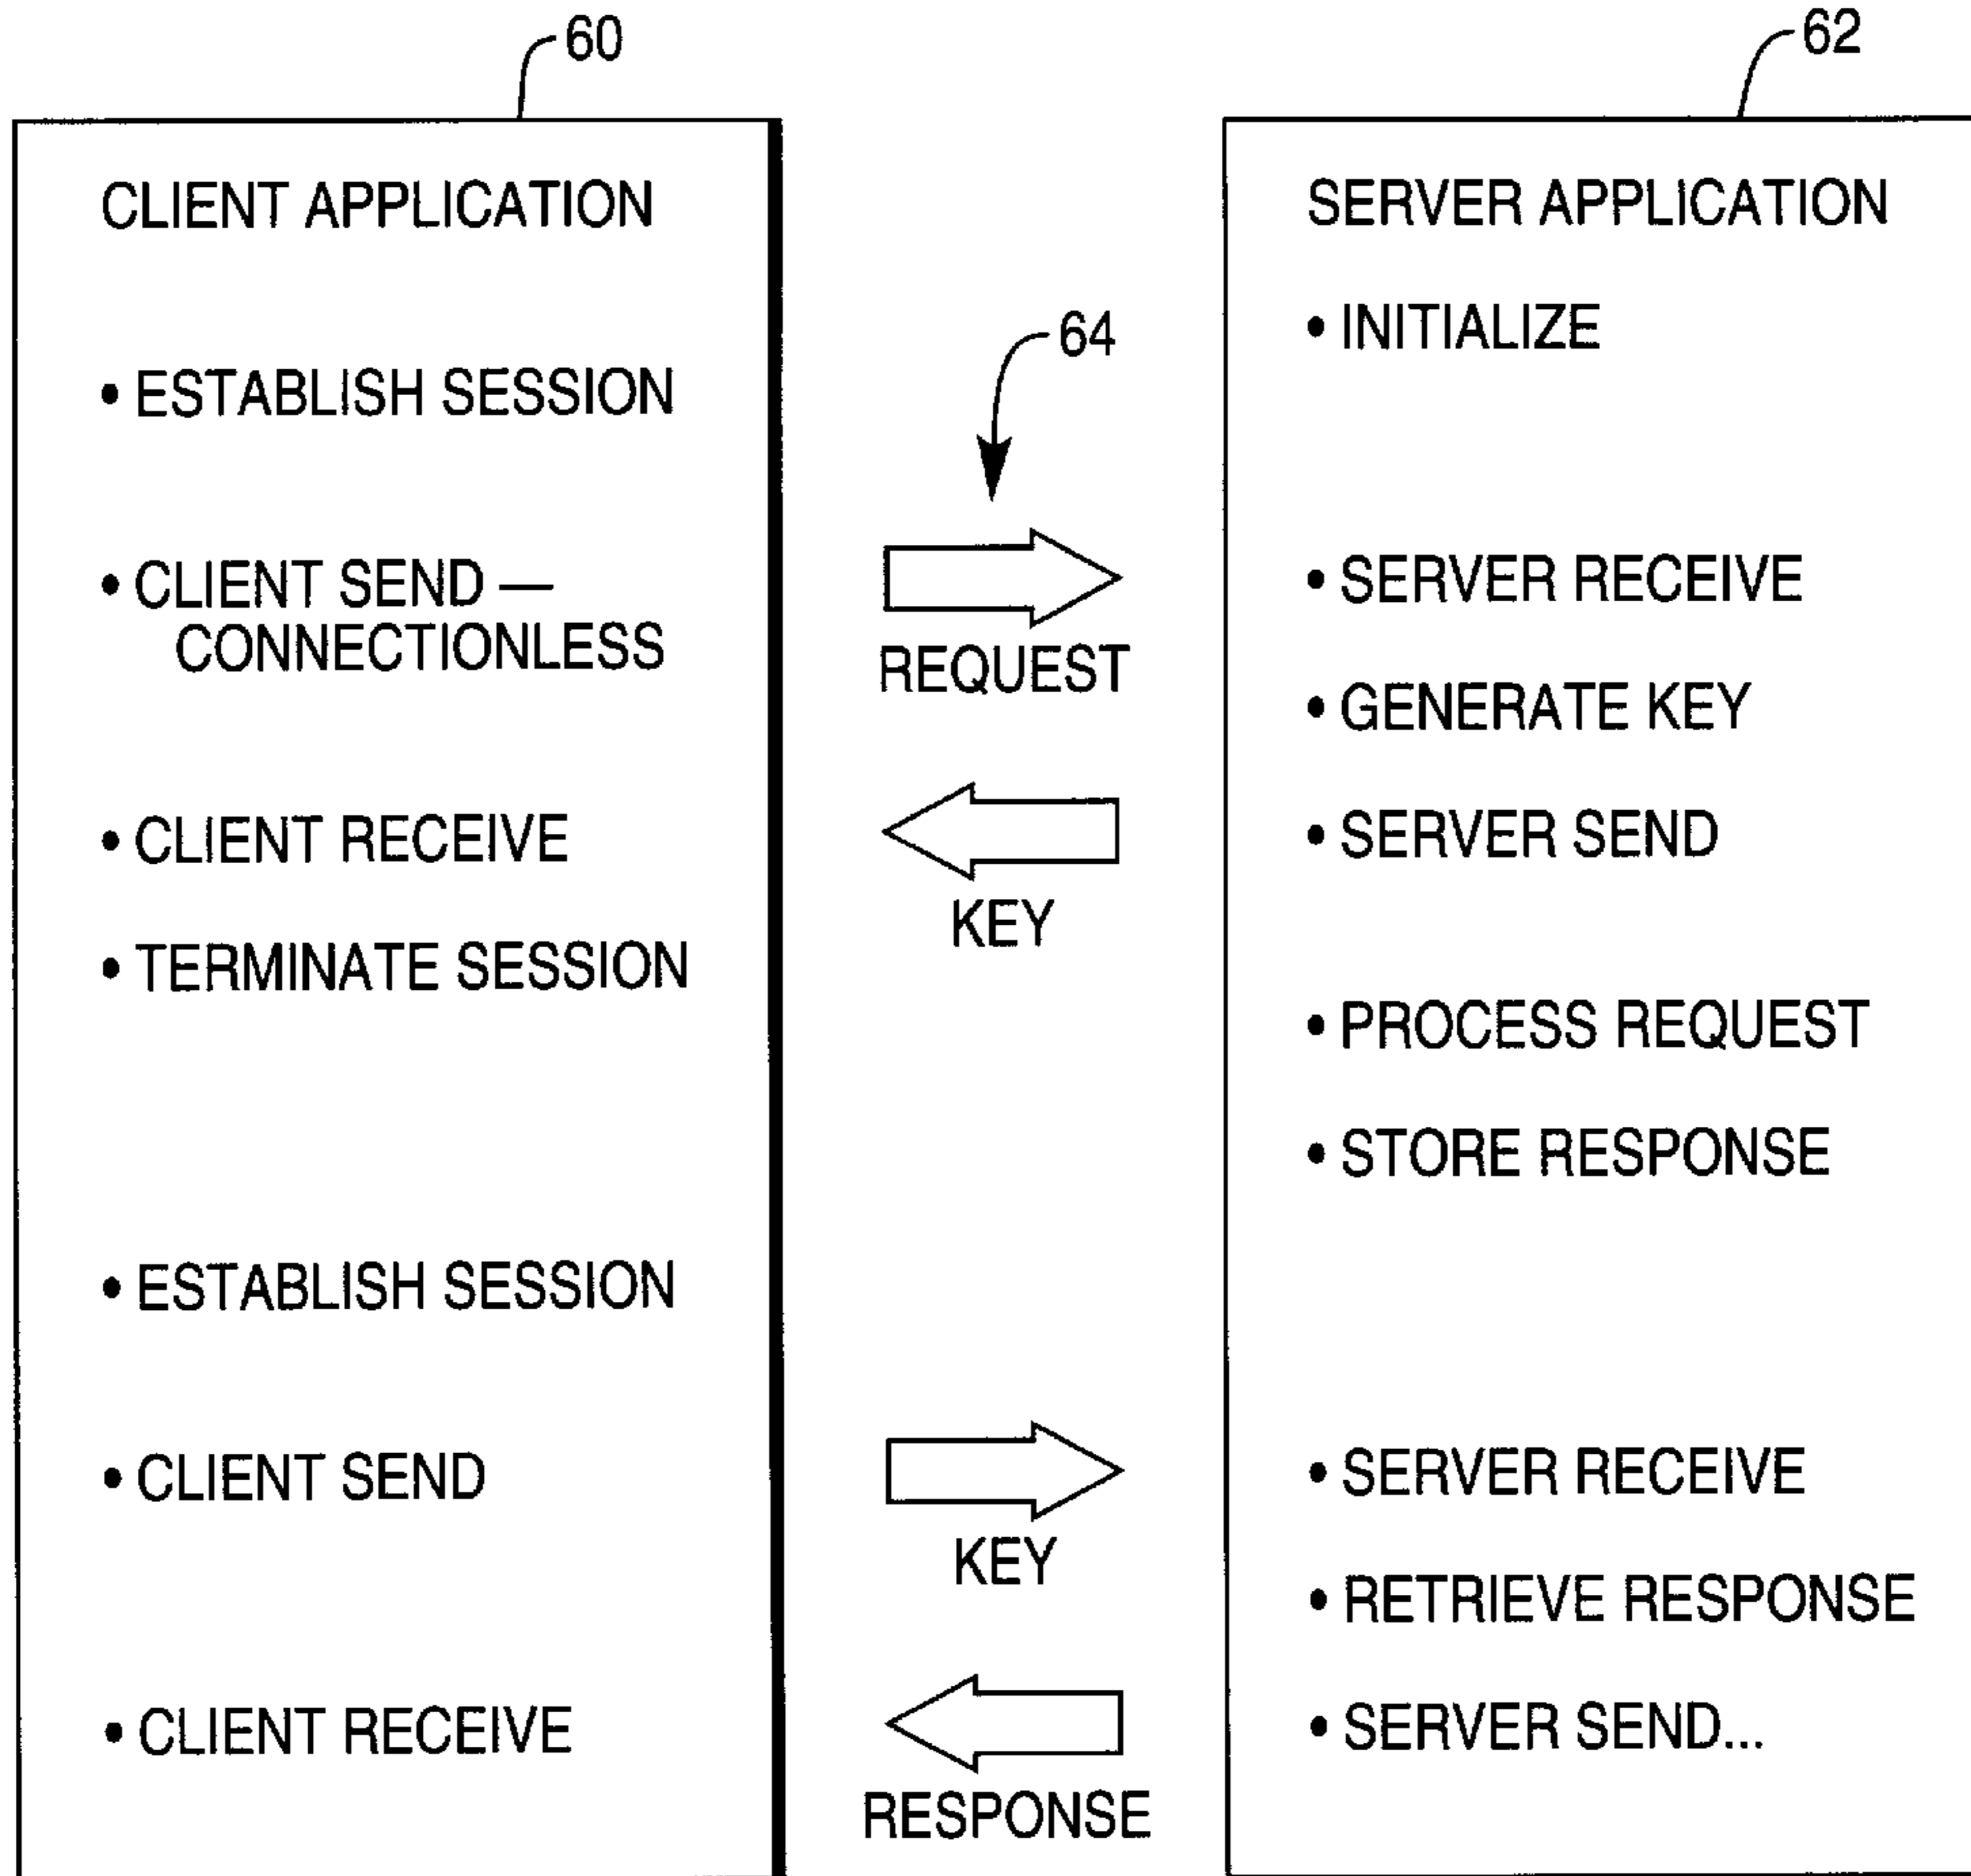 60
62
CLIENT APPLICATION
• ESTABLISH SESSION
• CLIENT SEND —
CONNECTIONLESS
• CLIENT RECEIVE
• TERMINATE SESSION
• ESTABLISH SESSION
• CLIENT SEND
• CLIENT RECEIVE
64
REQUEST
KEY
KEY
RESPONSE
SERVER APPLICATION
• INITIALIZE
• SERVER RECEIVE
• GENERATE KEY
• SERVER SEND
• PROCESS REQUEST
• STORE RESPONSE
• SERVER RECEIVE
• RETRIEVE RESPONSE
• SERVER SEND...